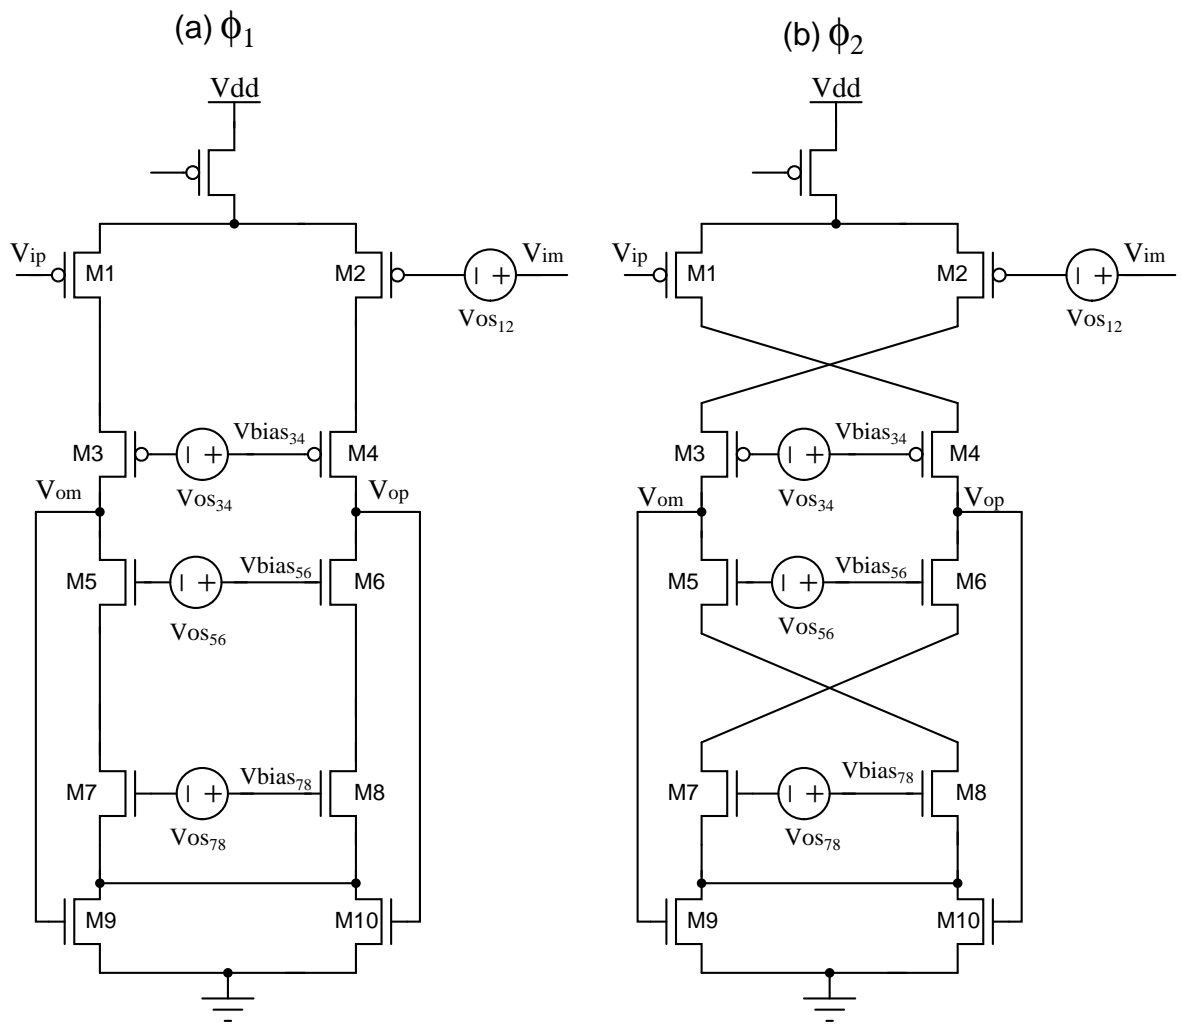 (a) ϕ₁
(b) ϕ₂
Vdd
Vdd
Vip
M1
M2
Vim
Vos₁₂
Vip
M1
M2
Vim
Vos₁₂
M3
Vbias₃₄
M4
Vos₃₄
Vom
Vop
M3
Vbias₃₄
M4
Vos₃₄
Vom
Vop
M5
Vbias₅₆
M6
Vos₅₆
M5
Vbias₅₆
M6
Vos₅₆
M7
Vbias₇₈
M8
Vos₇₈
M7
Vbias₇₈
M8
Vos₇₈
M9
M10
M9
M10